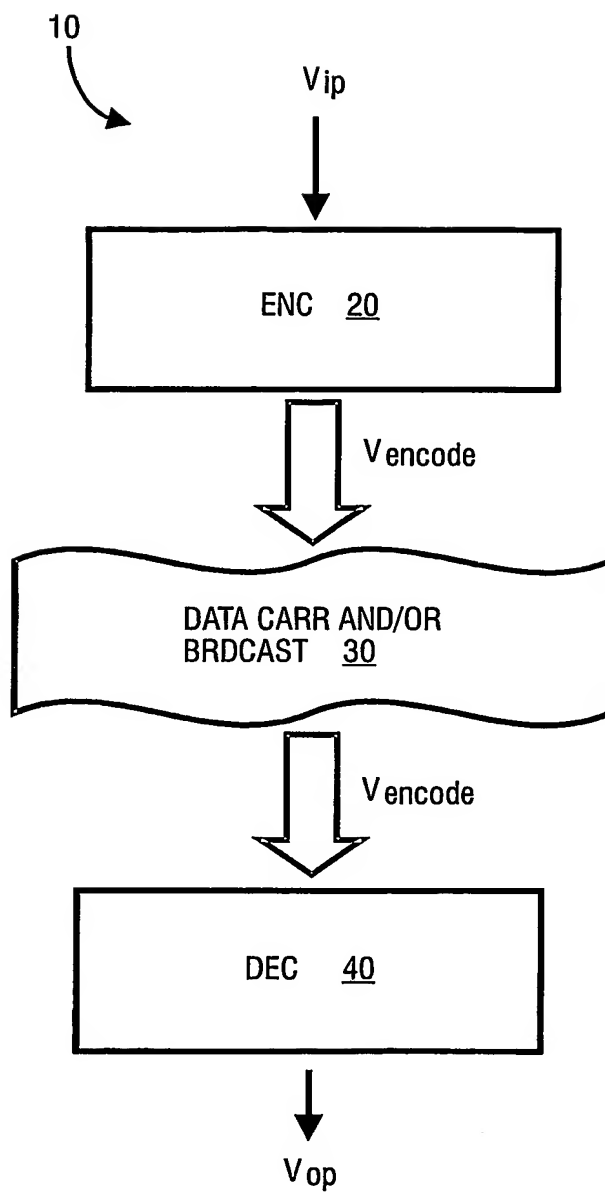 10
Vip
ENC 20
Vencode
DATA CARR AND/OR
BRDCAST 30
Vencode
DEC 40
Vop